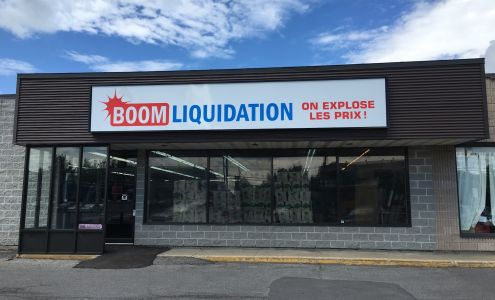 BOOM LIQUIDATION
ON EXPLOSE
LES PRIX !